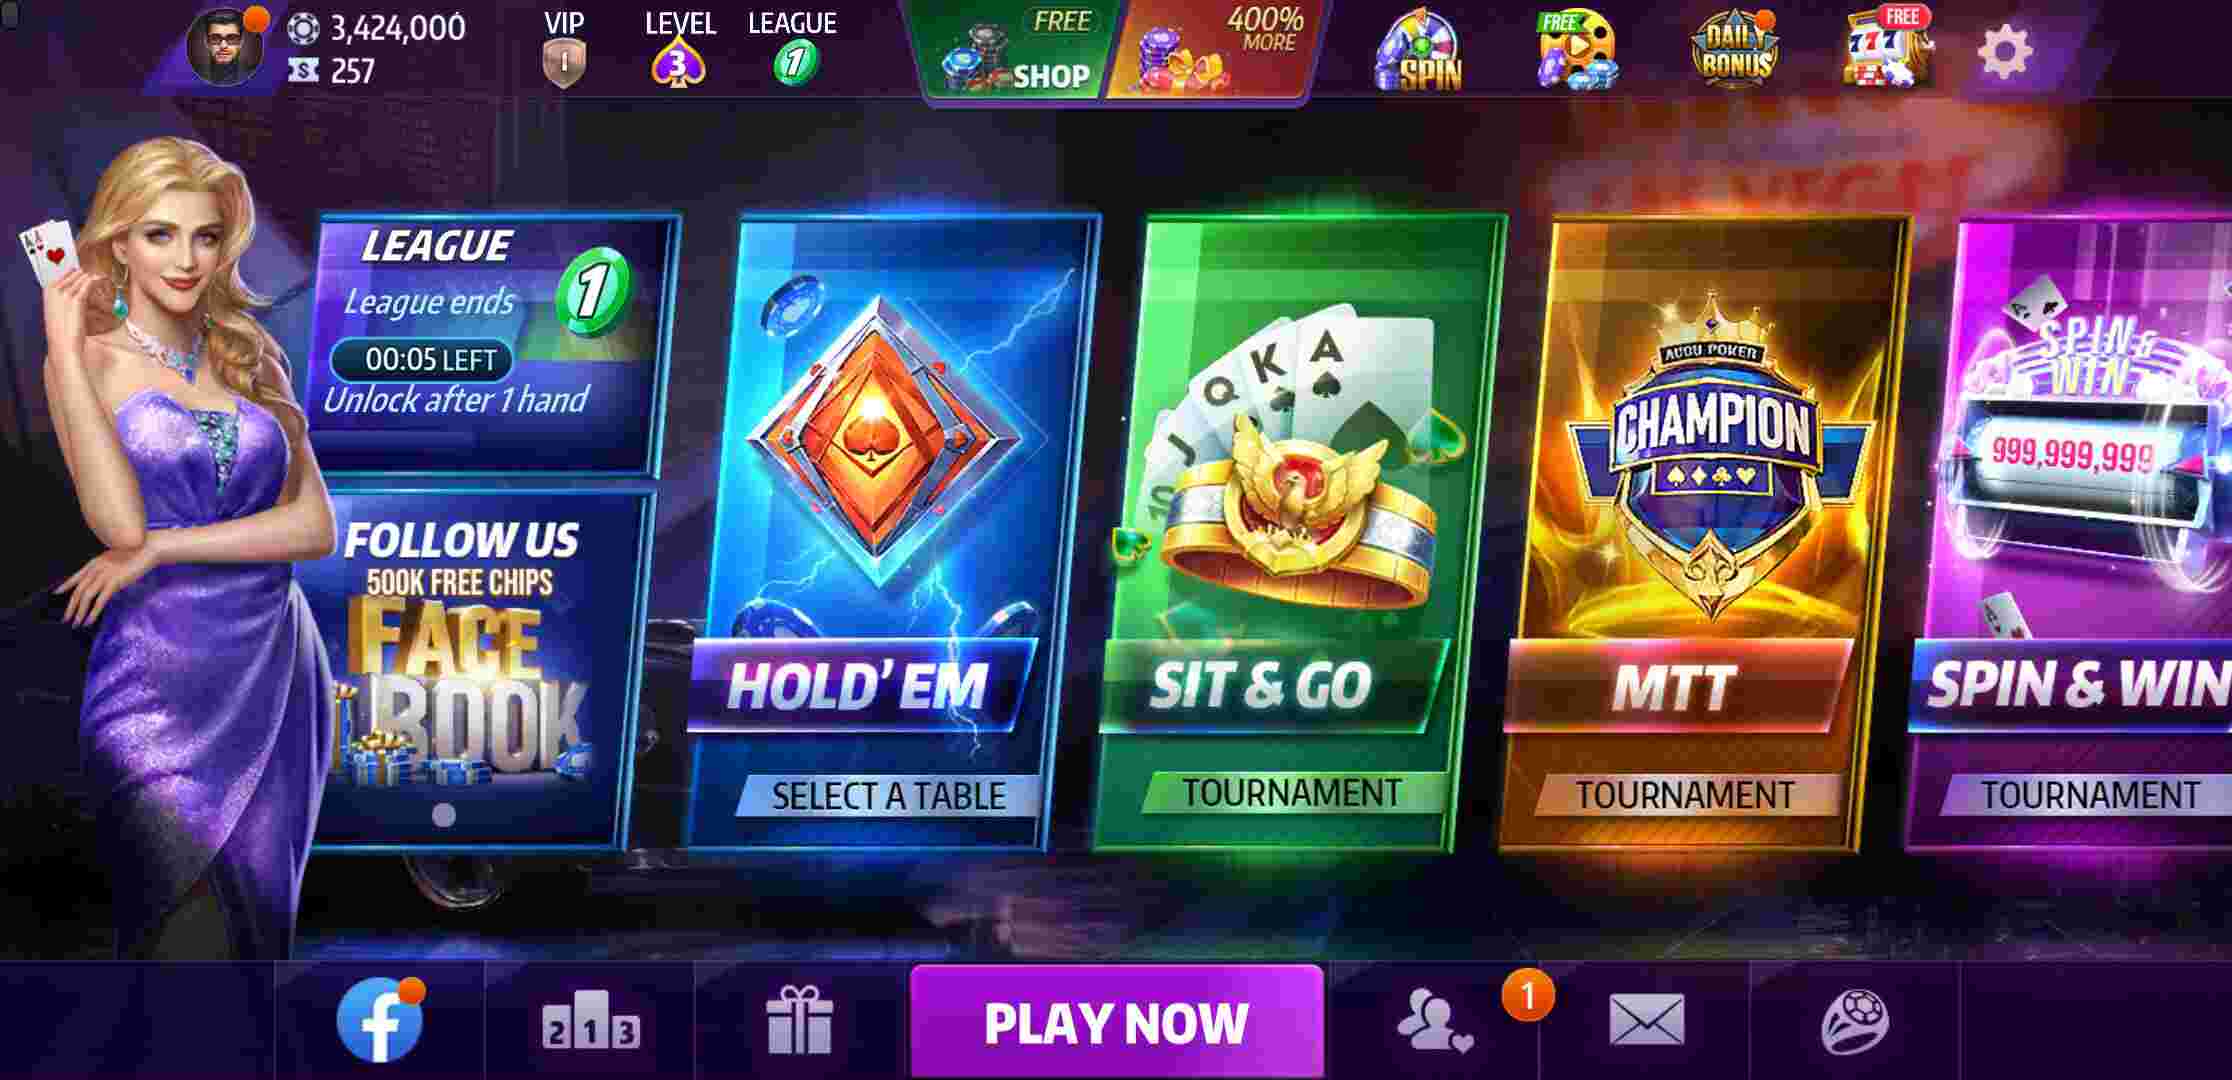 3,424,000
257
VIP
1
LEVEL
3
LEAGUE
1
FREE
SHOP
400%
MORE
SPIN
FREE
DAILY
BONUS
FREE
777
LEAGUE
League ends
1
00:05 LEFT
Unlock after 1 hand
FOLLOW US
500K FREE CHIPS
FACE
BOOK
HOLD' EM
SELECT A TABLE
A
K
Q
J
10
SIT & GO
TOURNAMENT
CHAMPION
MTT
TOURNAMENT
SPIN &
WIN
999,999,999
SPIN & WIN
TOURNAMENT
f
2 1 3
PLAY NOW
1